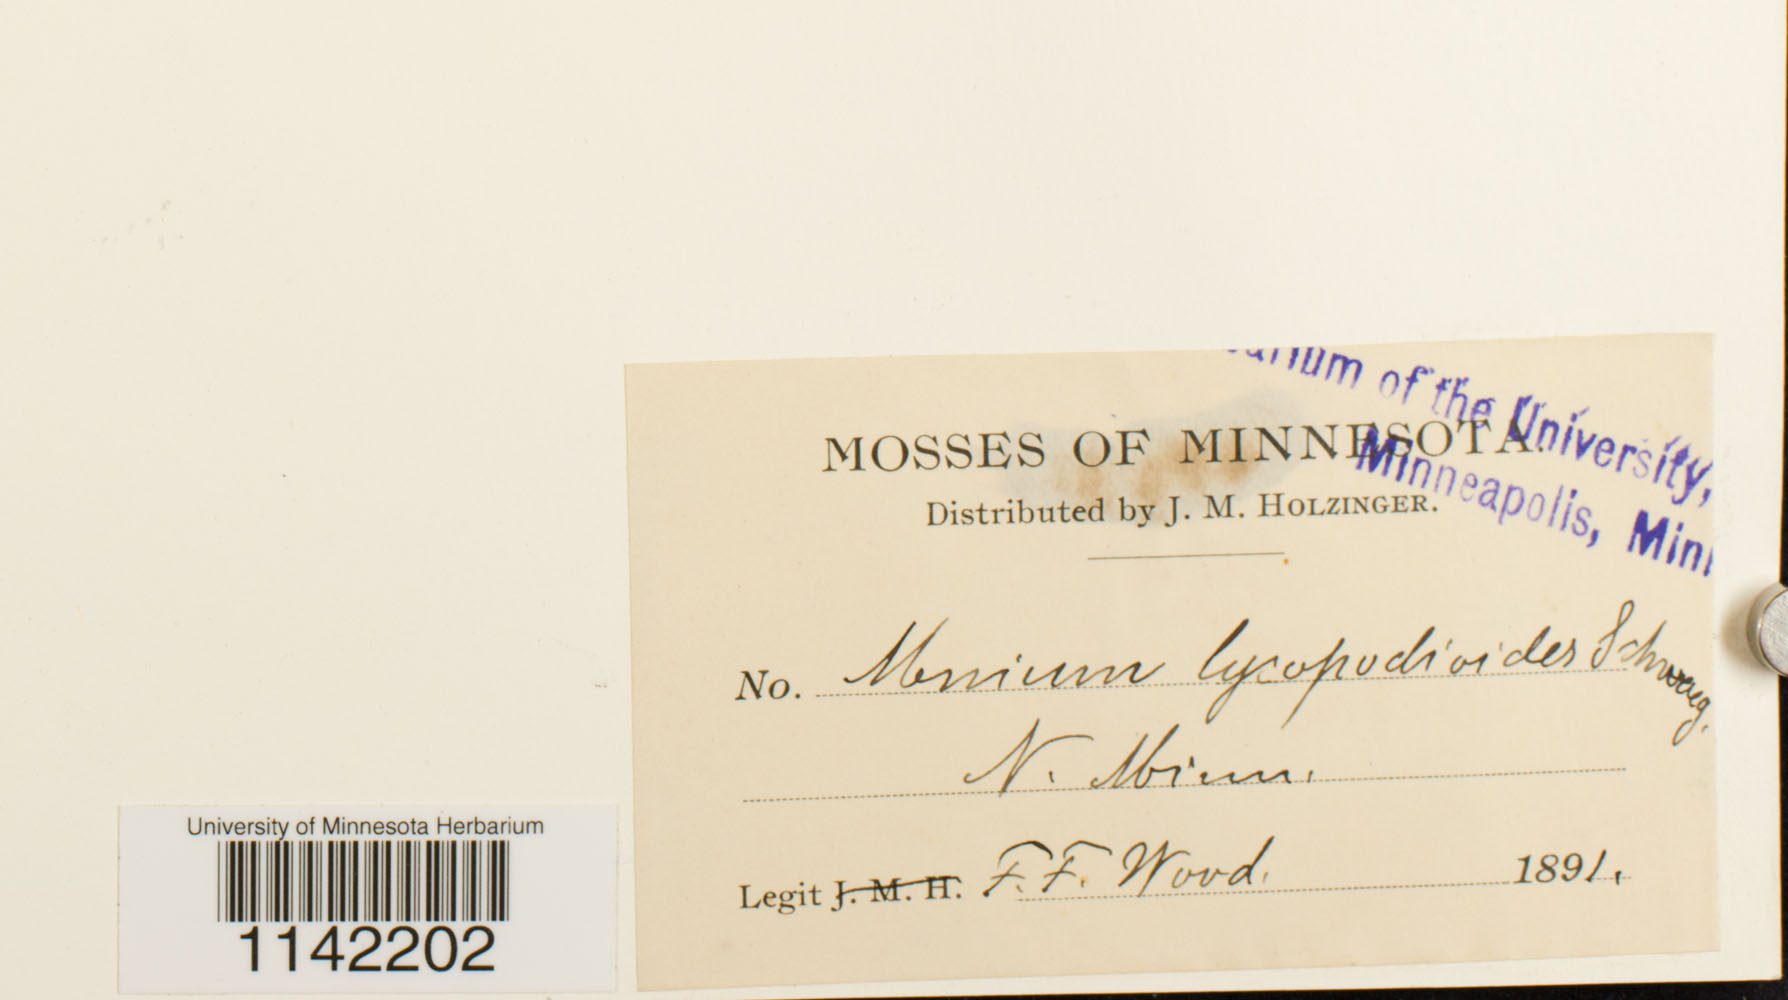 arium of the University,
Minneapolis, Minn
MOSSES OF MINNESOTA.
Distributed by J. M. HOLZINGER.
No. Mnium lycopodioides Schwaeg.
N. Minn.
Legit J. M. H. F. F. Wood. 1891.
University of Minnesota Herbarium
1142202